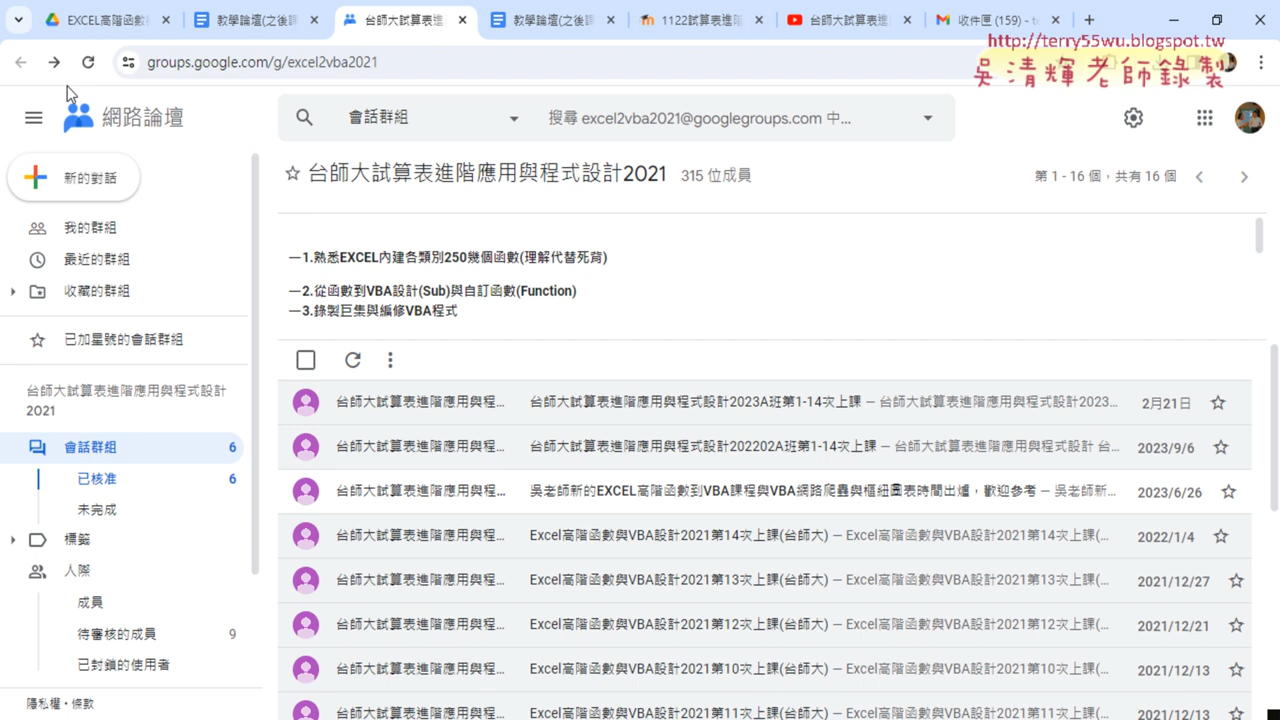 EXCEL高階函數
教學論壇(之後課
台師大試算表進
教學論壇(之後課
1122試算表進階
台師大試算表進
收件匣 (159) - t
http://terry55wu.blogspot.tw
吳清輝老師錄製
groups.google.com/g/excel2vba2021
網路論壇
會話群組
搜尋 excel2vba2021@googlegroups.com 中...
新的對話
台師大試算表進階應用與程式設計2021
315 位成員
第 1 - 16 個,共有 16 個
我的群組
最近的群組
收藏的群組
已加星號的會話群組
台師大試算表進階應用與程式設計
2021
會話群組 6
已核准 6
未完成
標籤
人際
成員
待審核的成員 9
已封鎖的使用者
隱私權・條款
—1.熟悉EXCEL內建各類別250幾個函數(理解代替死背)
—2.從函數到VBA設計(Sub)與自訂函數(Function)
—3.錄製巨集與編修VBA程式
台師大試算表進階應用與程... 台師大試算表進階應用與程式設計2023A班第1-14次上課 — 台師大試算表進階應用與程式設計2023... 2月21日
台師大試算表進階應用與程... 台師大試算表進階應用與程式設計202202A班第1-14次上課 — 台師大試算表進階應用與程式設計 台... 2023/9/6
台師大試算表進階應用與程... 吳老師新的EXCEL高階函數到VBA課程與VBA網路爬蟲與樞紐圖表時間出爐,歡迎參考 — 吳老師新... 2023/6/26
台師大試算表進階應用與程... Excel高階函數與VBA設計2021第14次上課(台師大) — Excel高階函數與VBA設計2021第14次上課(... 2022/1/4
台師大試算表進階應用與程... Excel高階函數與VBA設計2021第13次上課(台師大) — Excel高階函數與VBA設計2021第13次上課(... 2021/12/27
台師大試算表進階應用與程... Excel高階函數與VBA設計2021第12次上課(台師大) — Excel高階函數與VBA設計2021第12次上課(... 2021/12/21
台師大試算表進階應用與程... Excel高階函數與VBA設計2021第10次上課(台師大) — Excel高階函數與VBA設計2021第10次上課(... 2021/12/13
台師大試算表進階應用與程... Excel高階函數與VBA設計2021第11次上課(台師大) — Excel高階函數與VBA設計2021第11次上課(... 2021/12/13